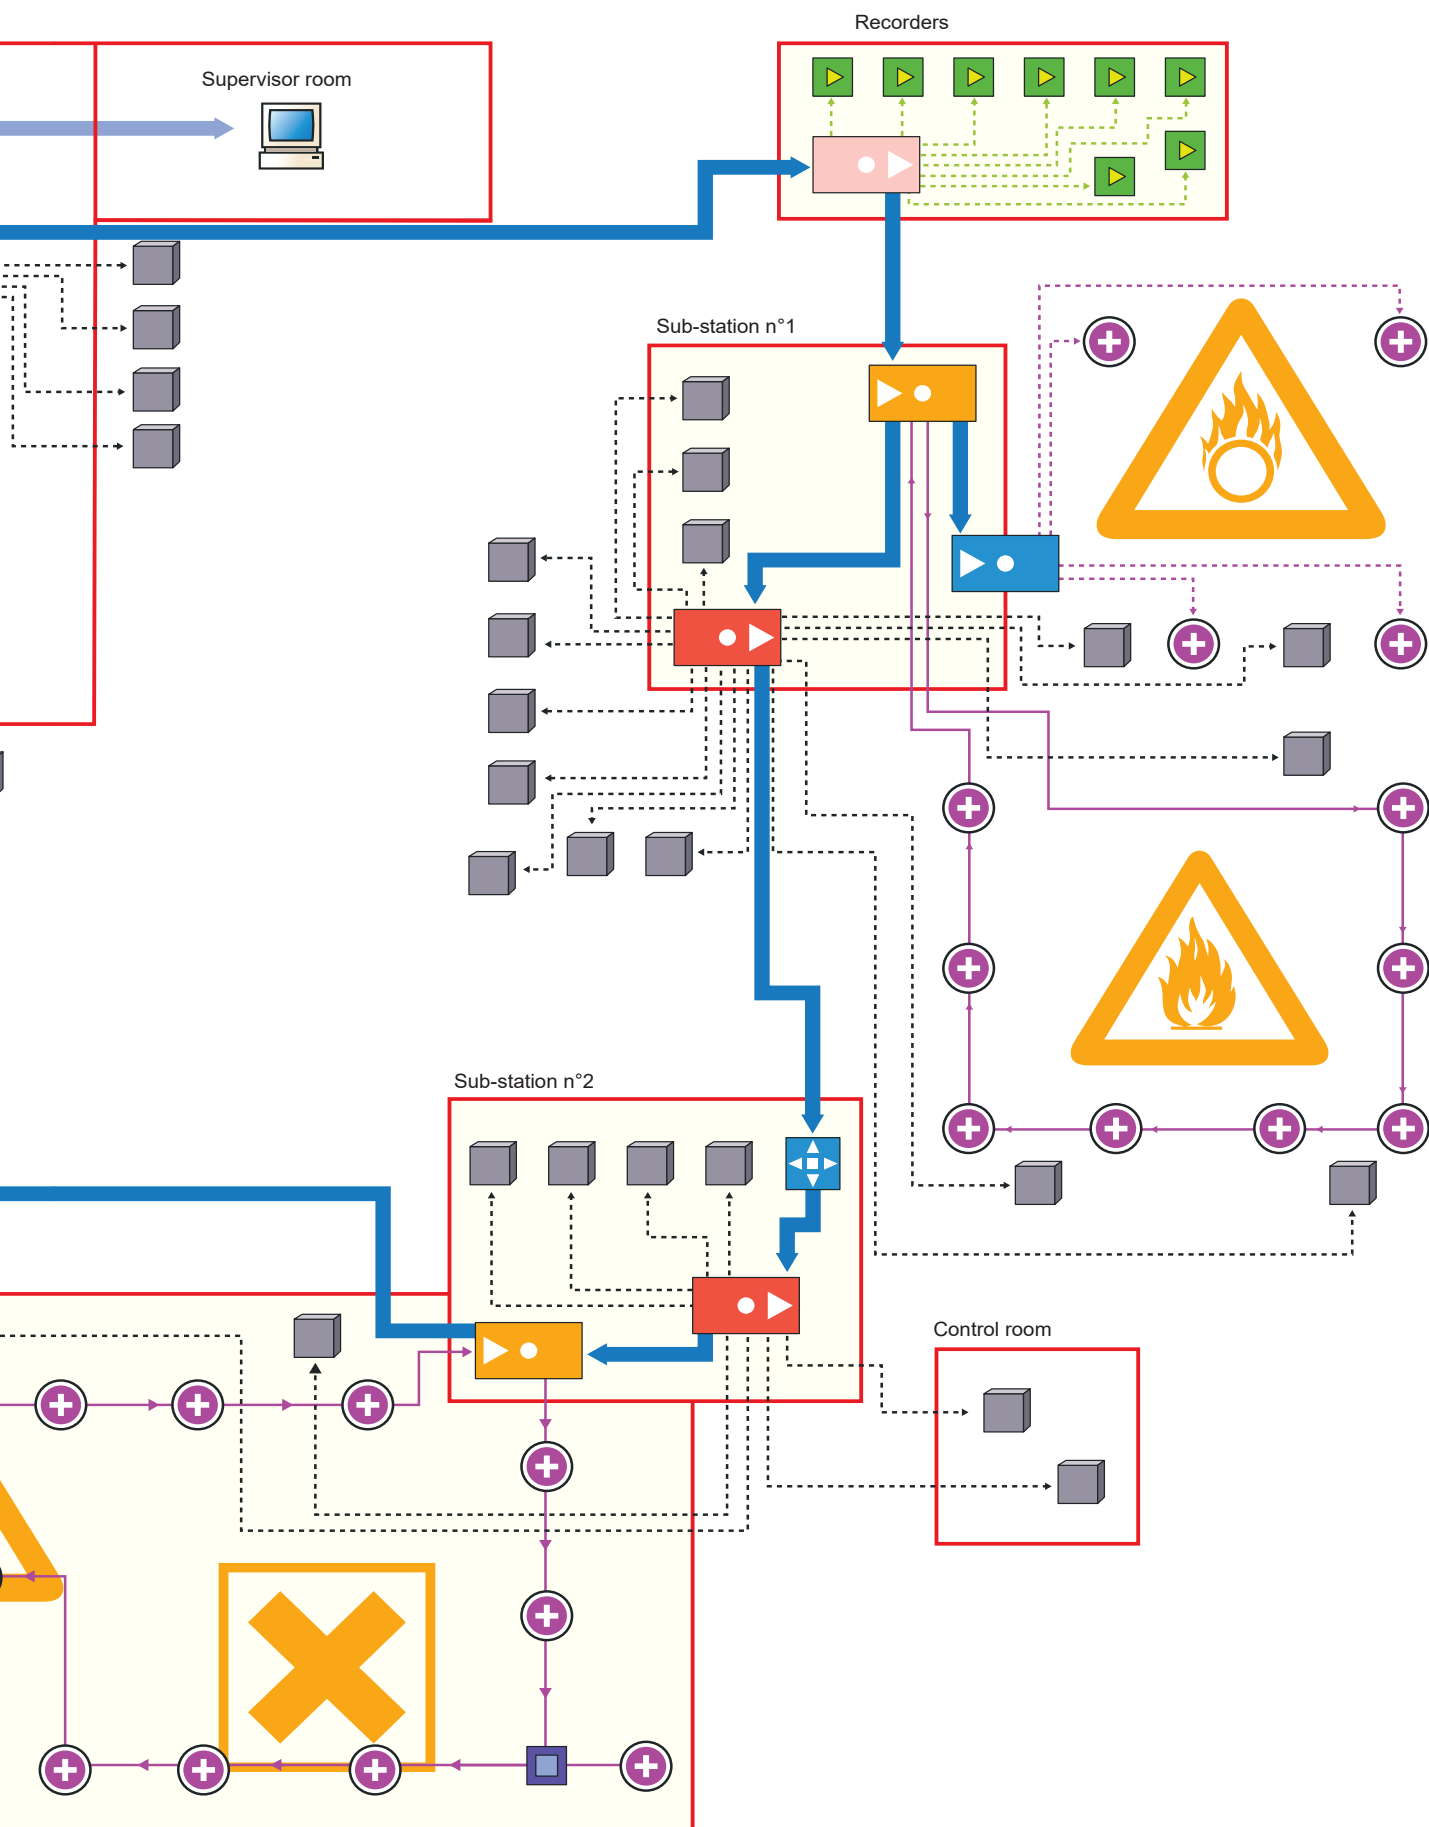 Recorders
Supervisor room
Sub-station n°1
Sub-station n°2
Control room